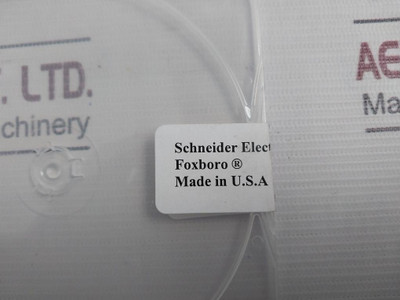 LTD.
AE
chinery
Ma
Schneider Elect
Foxboro ®
Made in U.S.A